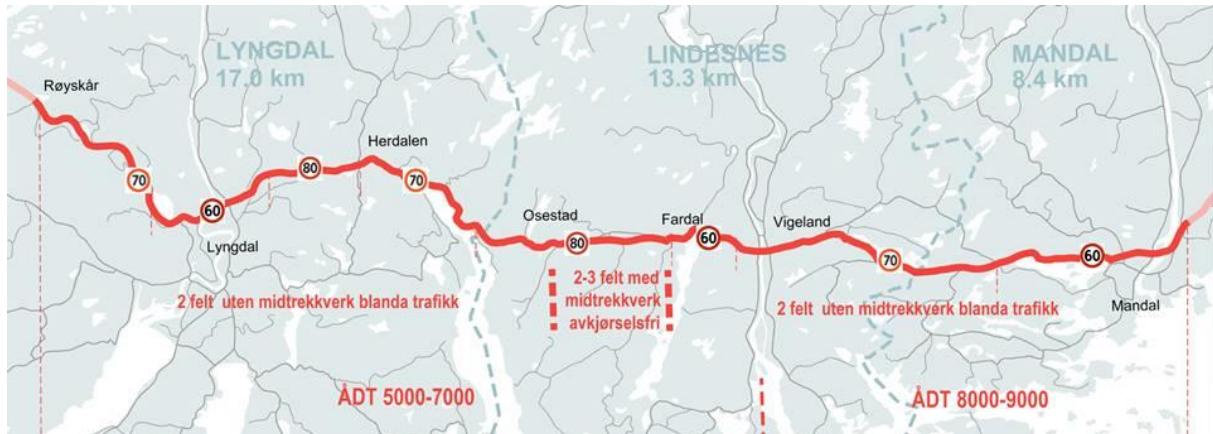 LYNGDAL
17.0 km
LINDESNES
13.3 km
MANDAL
8.4 km
Røyskår
Herdalen
80
70
70
60
Lyngdal
Osestad
80
Fardal
60
Vigeland
70
60
Mandal
2 felt uten midtrekkverk blanda trafikk
2-3 felt med
midtrekkverk
avkjørselsfri
2 felt uten midtrekkverk blanda trafikk
ÅDT 5000-7000
ÅDT 8000-9000